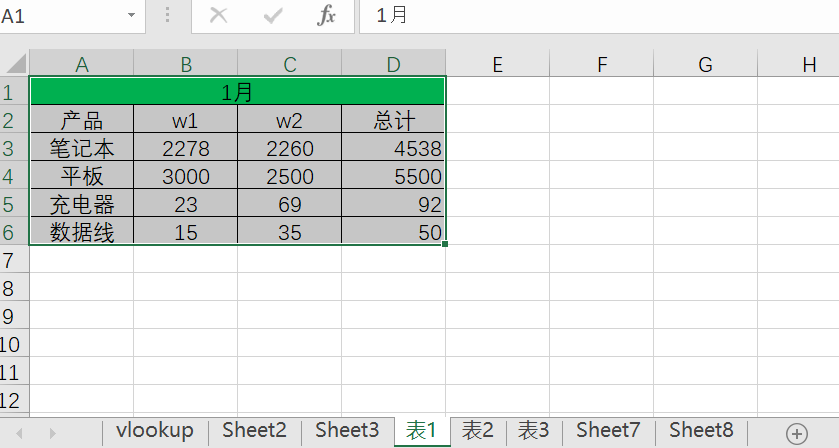 A1 fx 1月
A B C D E F G H
1 1月
2 产品 w1 w2 总计
3 笔记本 2278 2260 4538
4 平板 3000 2500 5500
5 充电器 23 69 92
6 数据线 15 35 50
7
8
9
10
11
12
vlookup Sheet2 Sheet3 表1 表2 表3 Sheet7 Sheet8